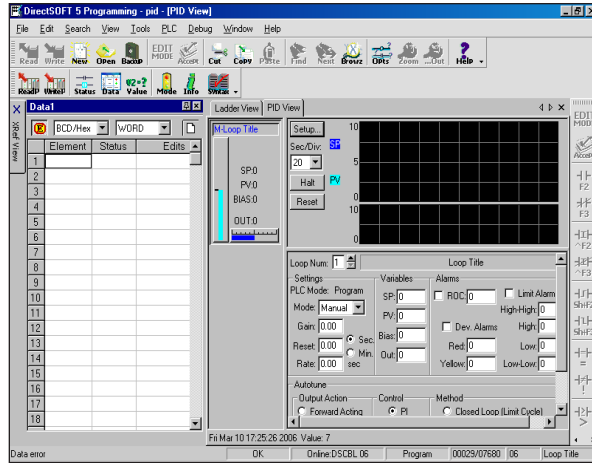 DirectSOFT 5 Programming - pid - [PID View]
File Edit Search View Tools PLC Debug Window Help
Read Write New Open Backup EDIT MODE Accept Cut Copy Paste Find Next Browz Opts Zoom ...Out Help
ReadP WriteP Status Data Value Mode Info Syntax
Data1
Ladder View PID View
XRef View
BCD/Hex WORD
Element Status Edits
1
2
3
4
5
6
7
8
9
10
11
12
13
14
15
16
17
18
M-Loop Title
SP:0
PV:0
BIAS:0
OUT:0
Setup...
Sec/Div:
20
Halt
Reset
10
SP
5
PV
0
10
0
Loop Num: 1 Loop Title
Settings Variables Alarms
PLC Mode: Program
Mode: Manual
Gain: 0.00
Reset: 0.00 Sec.
Min.
Rate: 0.00 sec
SP: 0
PV: 0
Bias: 0
Out: 0
ROC: 0 Limit Alarm
High-High: 0
Dev. Alarms High: 0
Red: 0 Low: 0
Yellow: 0 Low-Low: 0
Autotune
Output Action Control Method
Forward Acting PI Closed Loop (Limit Cycle)
EDIT
MODE
Accept
F2
F3
^F2
^F3
Sh+F2
=
!
>
Fri Mar 10 17:25:26 2006 Value: 7
Data error OK Online:DSCBL 06 Program 00029/07680 06 Loop Title